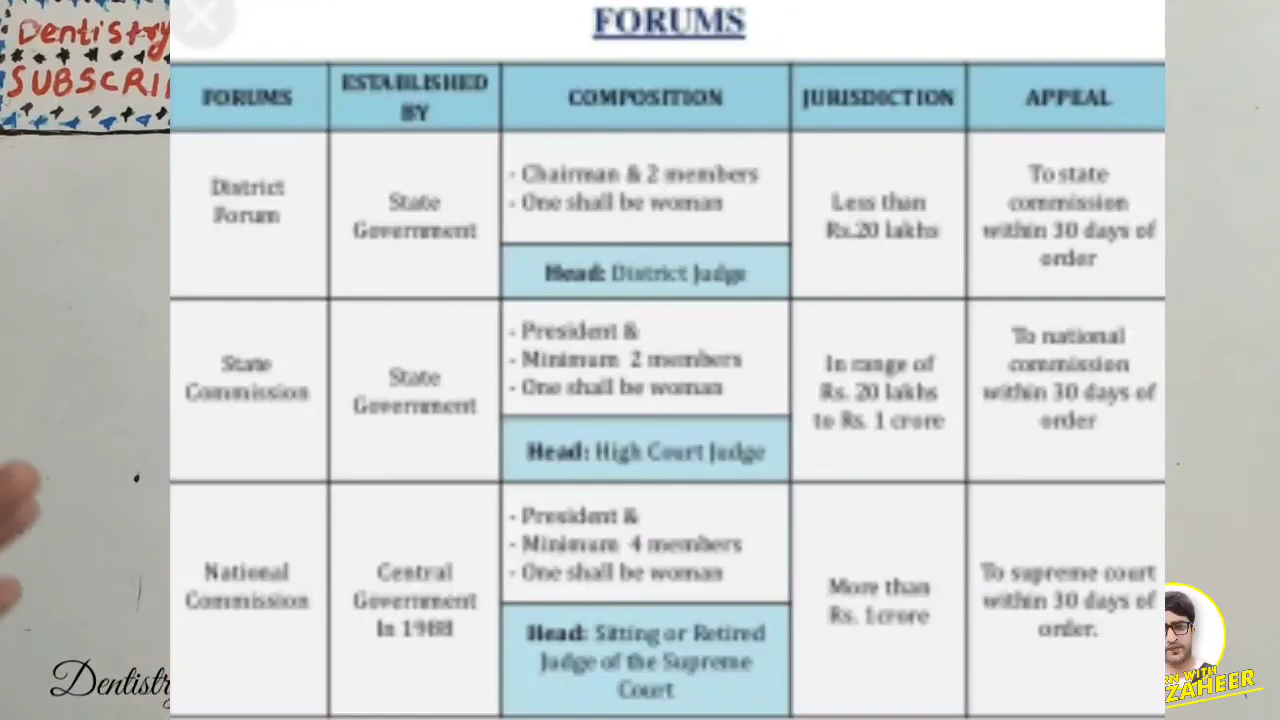 Dentistry
SUBSCRI
FORUMS
FORUMS
ESTABLISHED
BY
COMPOSITION
JURISDICTION
APPEAL
District
Forum
State
Government
- Chairman & 2 members
- One shall be woman
Head: District Judge
Less than
Rs.20 lakhs
To state
commission
within 30 days of
order
State
Commission
State
Government
- President &
- Minimum 2 members
- One shall be woman
Head: High Court Judge
In range of
Rs. 20 lakhs
to Rs. 1 crore
To national
commission
within 30 days of
order
National
Commission
Central
Government
In 1988
- President &
- Minimum 4 members
- One shall be woman
Head: Sitting or Retired
Judge of the Supreme
Court
More than
Rs. 1crore
To supreme court
within 30 days of
order.
Dentistr
RN WITH
ZAHEER